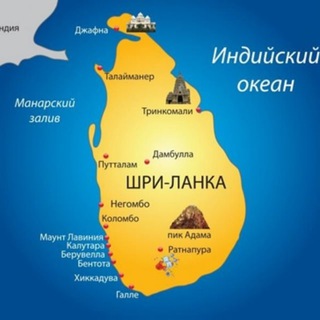 ндия
Джафна
Индийский
океан
Талайманер
Манарский
залив
Тринкомали
Дамбулла
Путталам
ШРИ-ЛАНКА
Негомбо
Коломбо
пик Адама
Маунт Лавиния
Калутара
Берувелла
Бентота
Ратнапура
Хиккадува
Галле